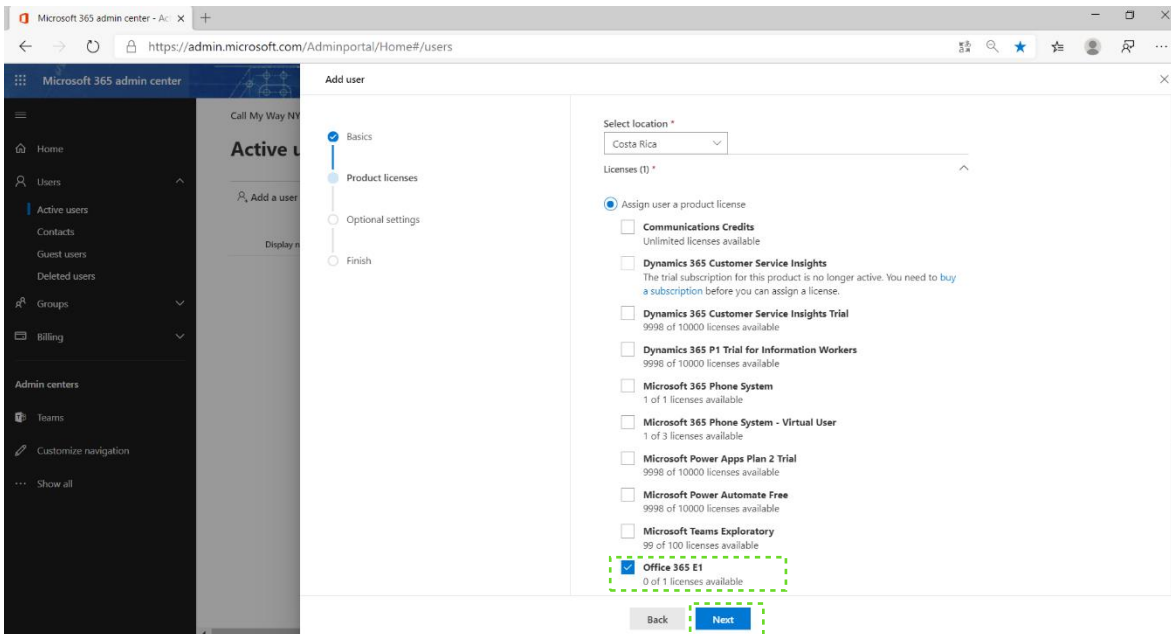 Microsoft 365 admin center - Ac
https://admin.microsoft.com/Adminportal/Home#/users
Microsoft 365 admin center
Home
Users
Active users
Contacts
Guest users
Deleted users
Groups
Billing
Admin centers
Teams
Customize navigation
Show all
Call My Way NY
Active u
Add a user
Display n
Add user
Basics
Product licenses
Optional settings
Finish
Select location *
Costa Rica
Licenses (1) *
Assign user a product license
Communications Credits
Unlimited licenses available
Dynamics 365 Customer Service Insights
The trial subscription for this product is no longer active. You need to buy
a subscription before you can assign a license.
Dynamics 365 Customer Service Insights Trial
9998 of 10000 licenses available
Dynamics 365 P1 Trial for Information Workers
9998 of 10000 licenses available
Microsoft 365 Phone System
1 of 1 licenses available
Microsoft 365 Phone System - Virtual User
1 of 3 licenses available
Microsoft Power Apps Plan 2 Trial
9998 of 10000 licenses available
Microsoft Power Automate Free
9998 of 10000 licenses available
Microsoft Teams Exploratory
99 of 100 licenses available
Office 365 E1
0 of 1 licenses available
Back
Next